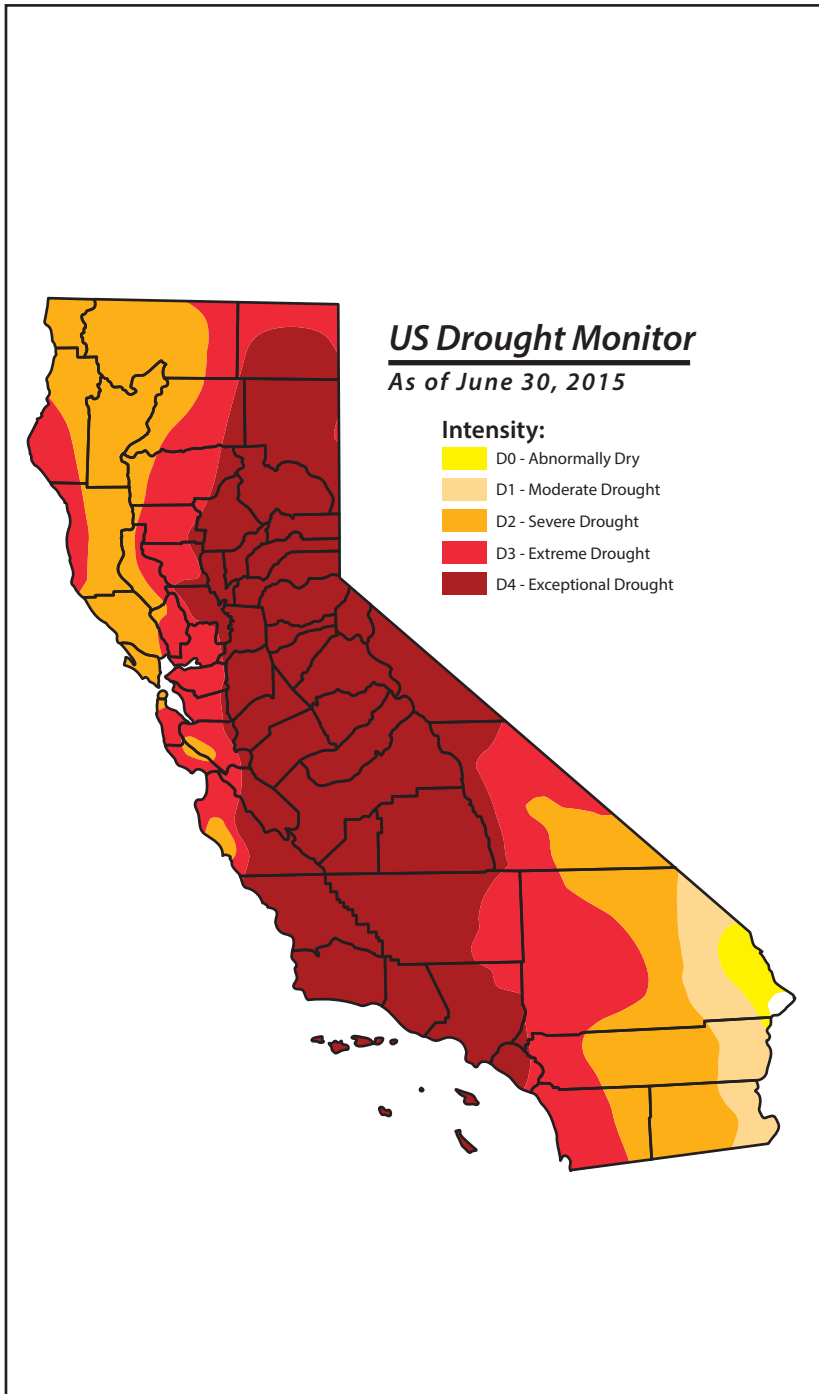 US Drought Monitor
As of June 30, 2015
Intensity:
D0 - Abnormally Dry
D1 - Moderate Drought
D2 - Severe Drought
D3 - Extreme Drought
D4 - Exceptional Drought